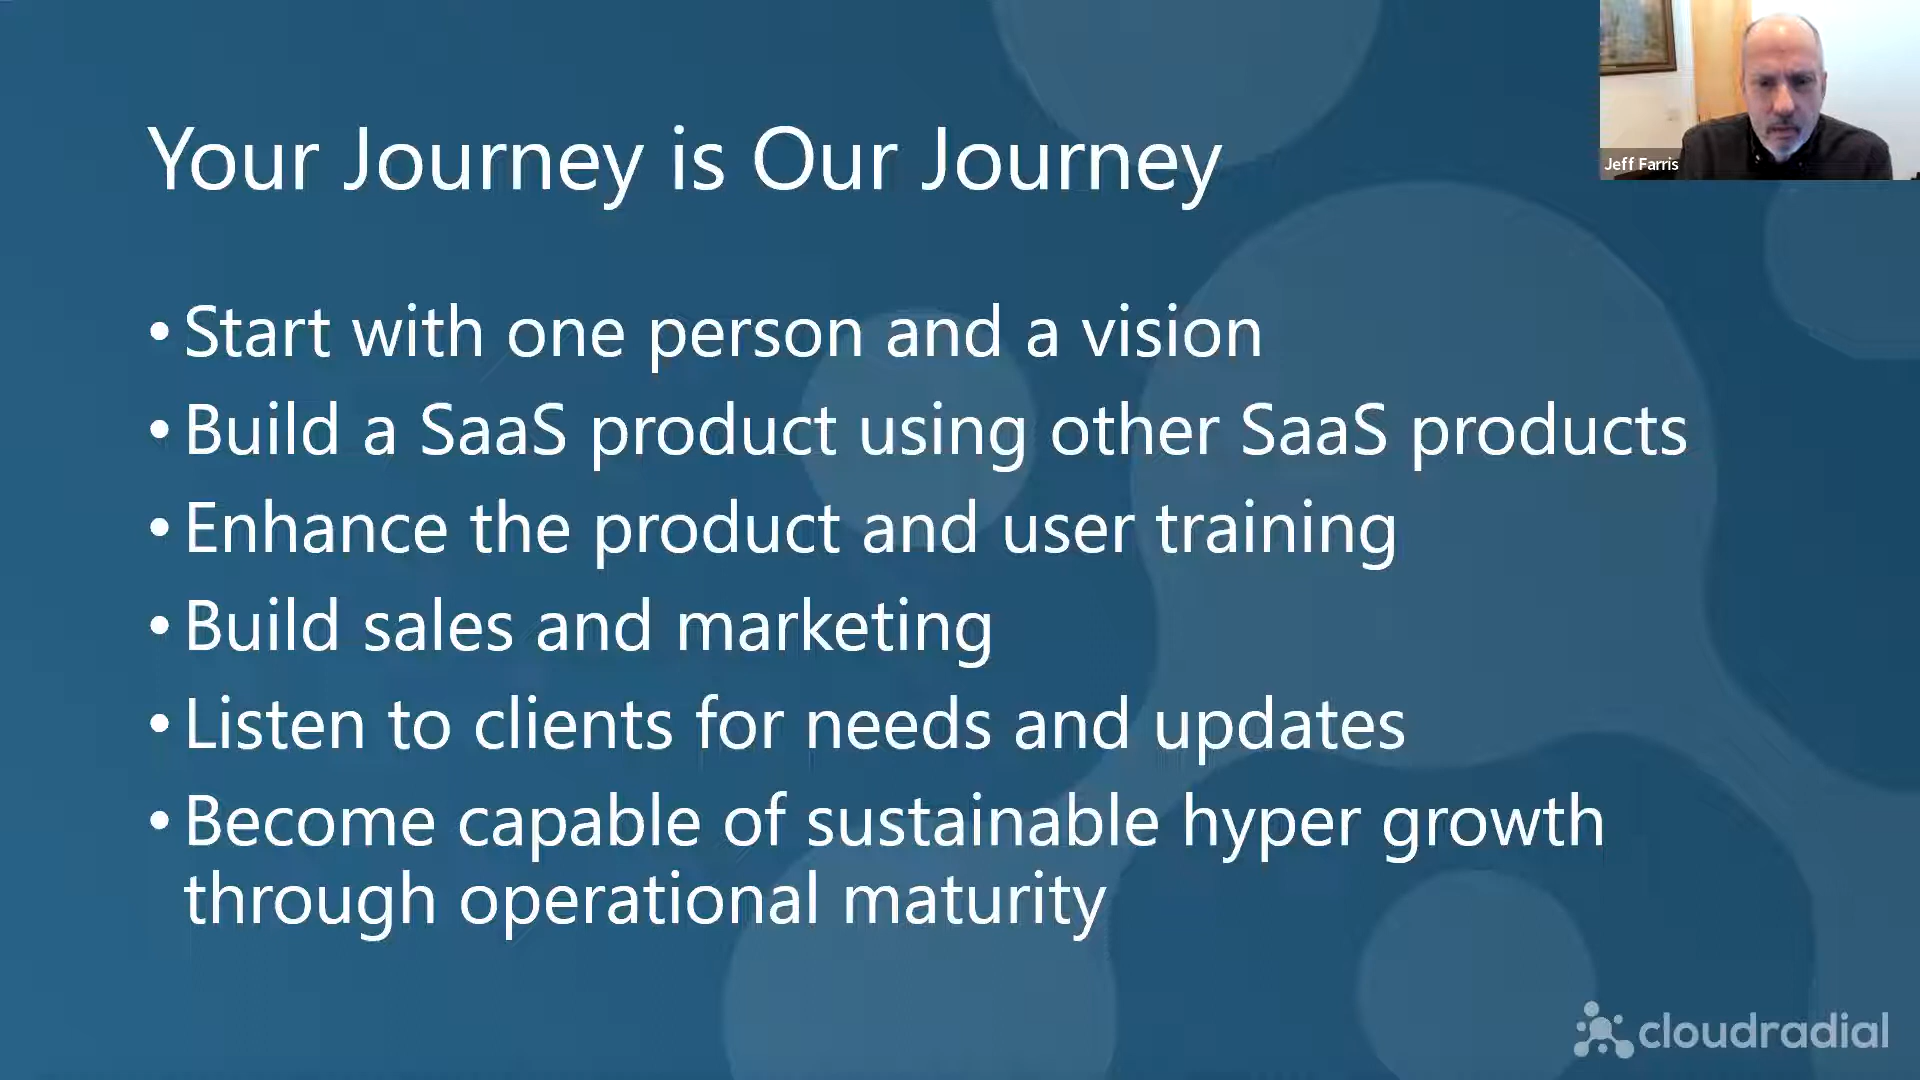 Your Journey is Our Journey
Jeff Farris
• Start with one person and a vision
• Build a SaaS product using other SaaS products
• Enhance the product and user training
• Build sales and marketing
• Listen to clients for needs and updates
• Become capable of sustainable hyper growth
through operational maturity
cloudradial